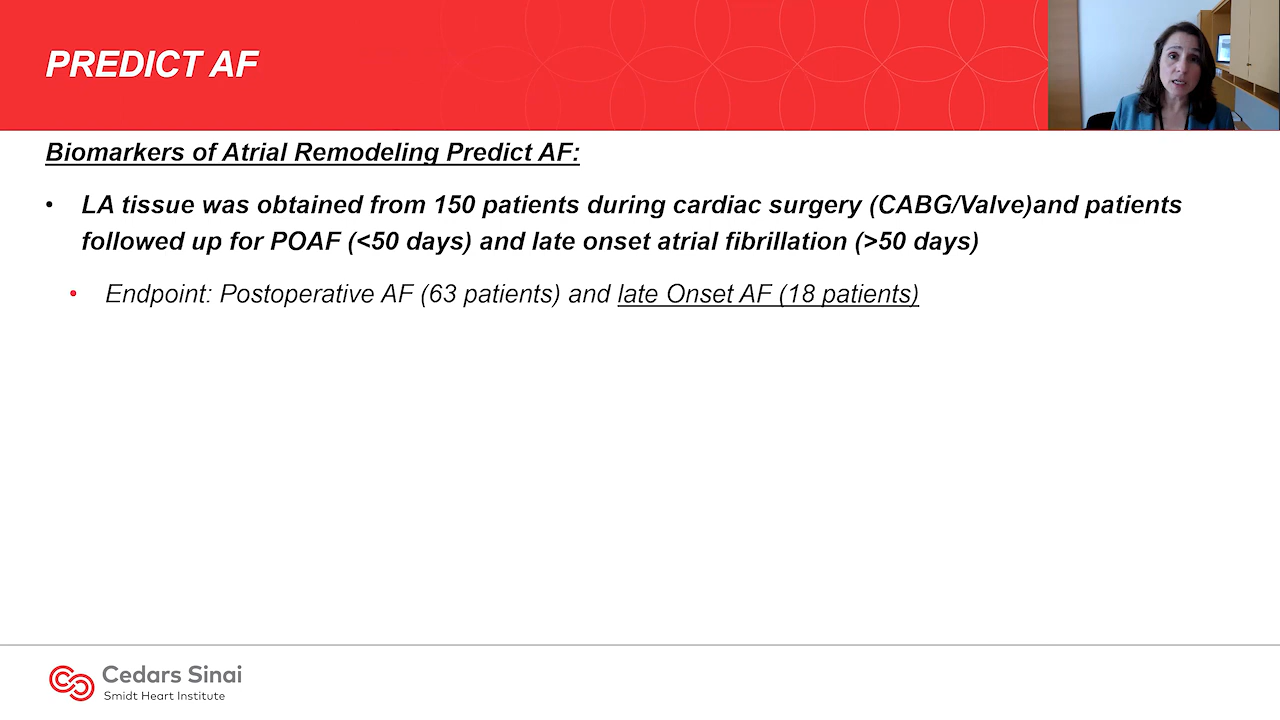 PREDICT AF
Biomarkers of Atrial Remodeling Predict AF:
• LA tissue was obtained from 150 patients during cardiac surgery (CABG/Valve)and patients
followed up for POAF (<50 days) and late onset atrial fibrillation (>50 days)
• Endpoint: Postoperative AF (63 patients) and late Onset AF (18 patients)
Cedars Sinai
Smidt Heart Institute